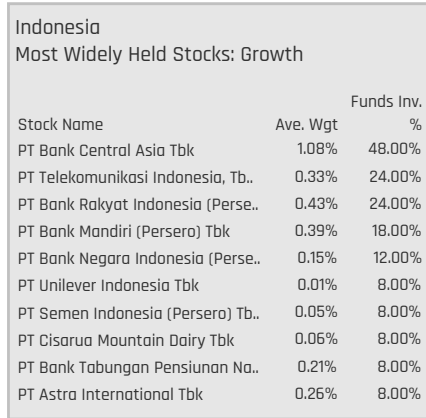 Indonesia
Most Widely Held Stocks: Growth
Funds Inv.
Stock Name Ave. Wgt %
PT Bank Central Asia Tbk 1.08% 48.00%
PT Telekomunikasi Indonesia, Tb.. 0.33% 24.00%
PT Bank Rakyat Indonesia (Perse.. 0.43% 24.00%
PT Bank Mandiri (Persero) Tbk 0.39% 18.00%
PT Bank Negara Indonesia (Perse.. 0.15% 12.00%
PT Unilever Indonesia Tbk 0.01% 8.00%
PT Semen Indonesia (Persero) Tb.. 0.05% 8.00%
PT Cisarua Mountain Dairy Tbk 0.06% 8.00%
PT Bank Tabungan Pensiunan Na.. 0.21% 8.00%
PT Astra International Tbk 0.26% 8.00%